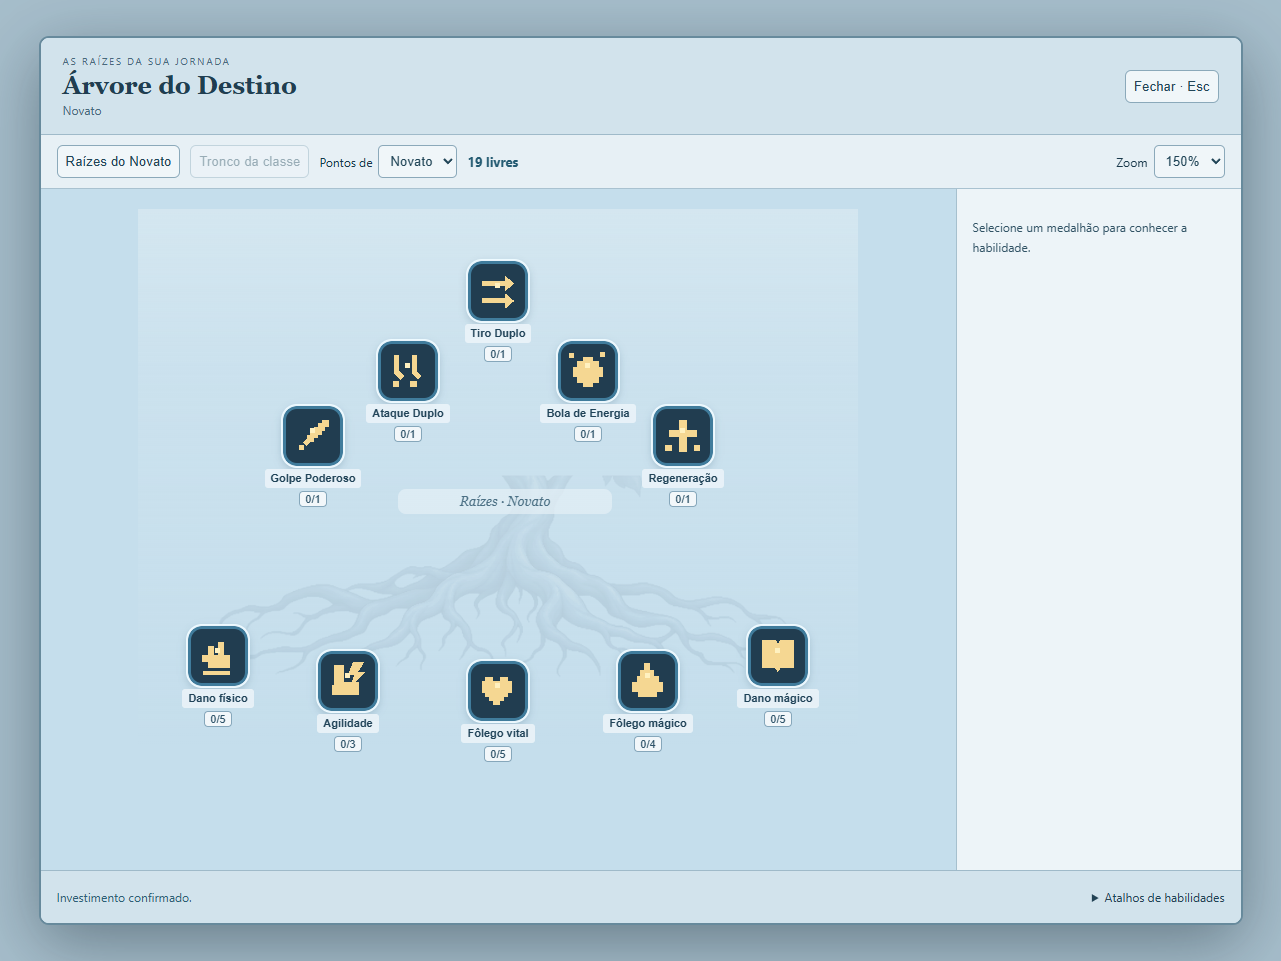 AS RAÍZES DA SUA JORNADA
Árvore do Destino
Novato
Fechar · Esc
Raízes do Novato
Tronco da classe
Pontos de
Novato
19 livres
Zoom
150%
Selecione um medalhão para conhecer a
habilidade.
Tiro Duplo
0/1
Ataque Duplo
0/1
Bola de Energia
0/1
Golpe Poderoso
0/1
Regeneração
0/1
Raízes · Novato
Dano físico
0/5
Agilidade
0/3
Fôlego vital
0/5
Fôlego mágico
0/4
Dano mágico
0/5
Investimento confirmado.
Atalhos de habilidades